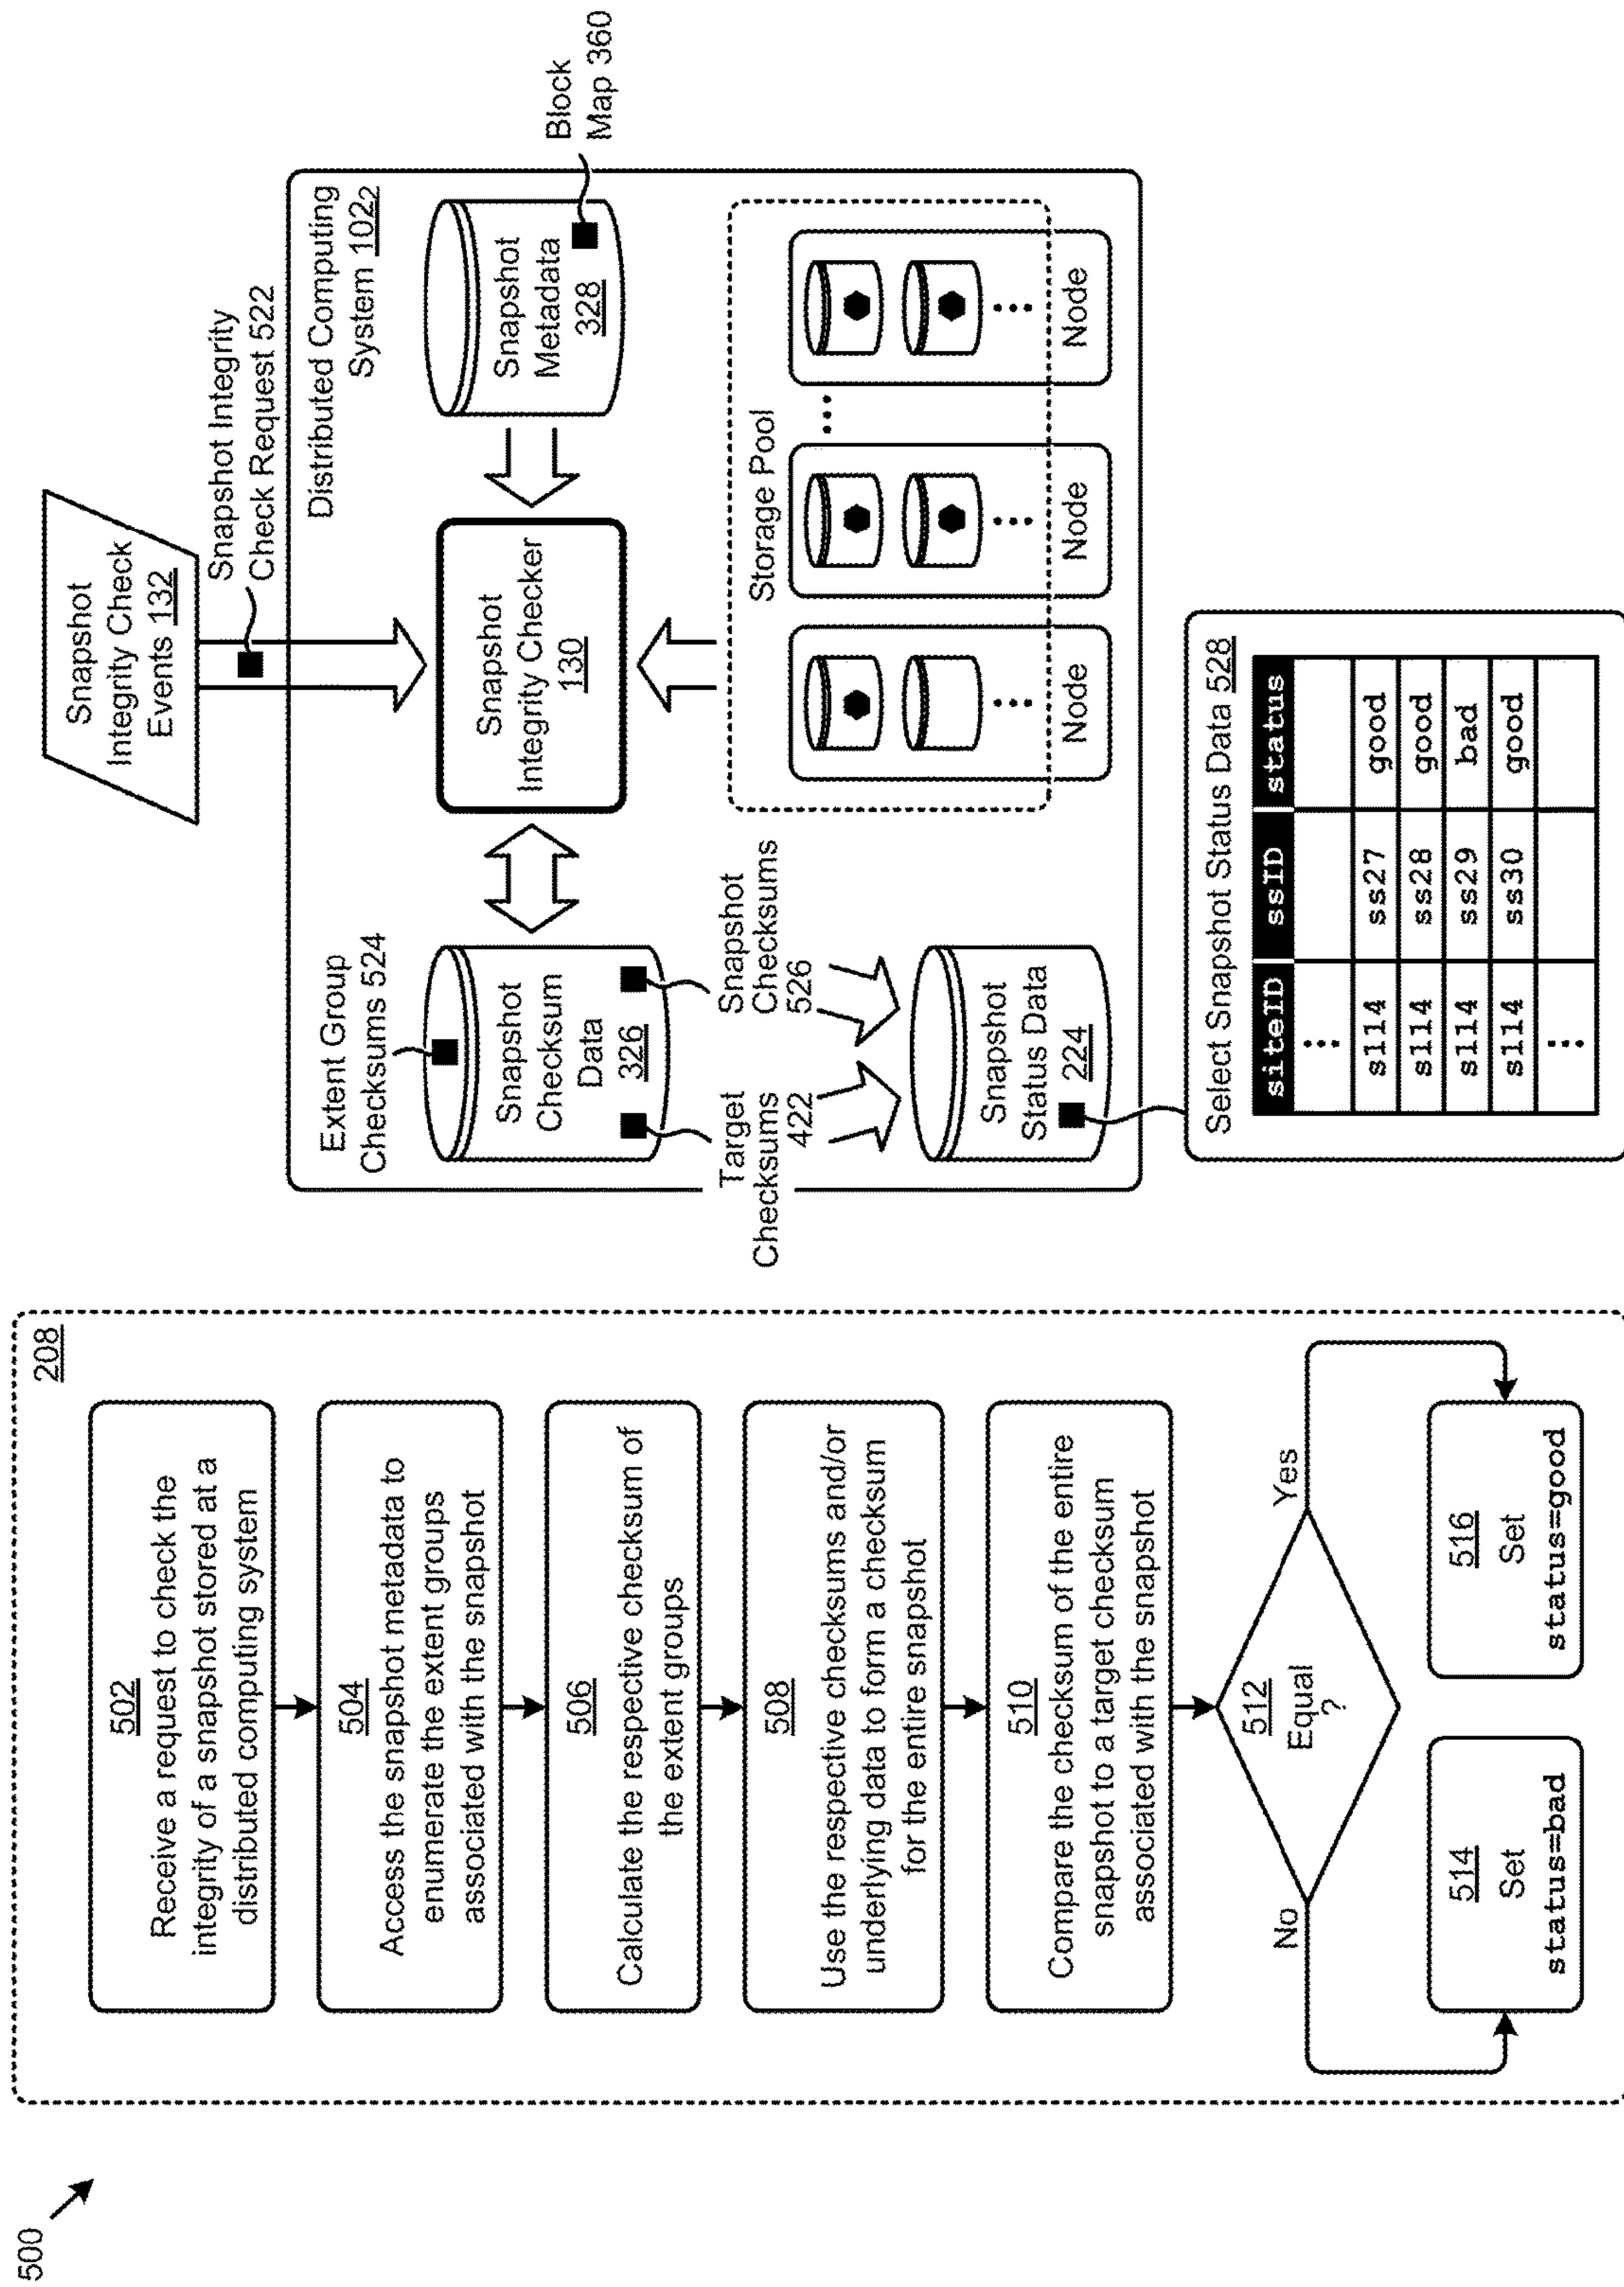 500
208
502
Receive a request to check the
integrity of a snapshot stored at a
distributed computing system
504
Access the snapshot metadata to
enumerate the extent groups
associated with the snapshot
506
Calculate the respective checksum of
the extent groups
508
Use the respective checksums and/or
underlying data to form a checksum
for the entire snapshot
510
Compare the checksum of the entire
snapshot to a target checksum
associated with the snapshot
512
Equal
?
No
Yes
514
Set
status=bad
516
Set
status=good
Snapshot
Integrity Check
Events 132
Snapshot Integrity
Check Request 522
Distributed Computing
System 102₂
Extent Group
Checksums 524
Snapshot
Checksum
Data
326
Snapshot
Integrity Checker
130
Snapshot
Metadata
328
Block
Map 360
Target
Checksums
422
Snapshot
Checksums
526
Snapshot
Status Data
224
Storage Pool
Node
Node
Node
Select Snapshot Status Data 528
siteID ssID status
s114 ss27 good
s114 ss28 good
s114 ss29 bad
s114 ss30 good